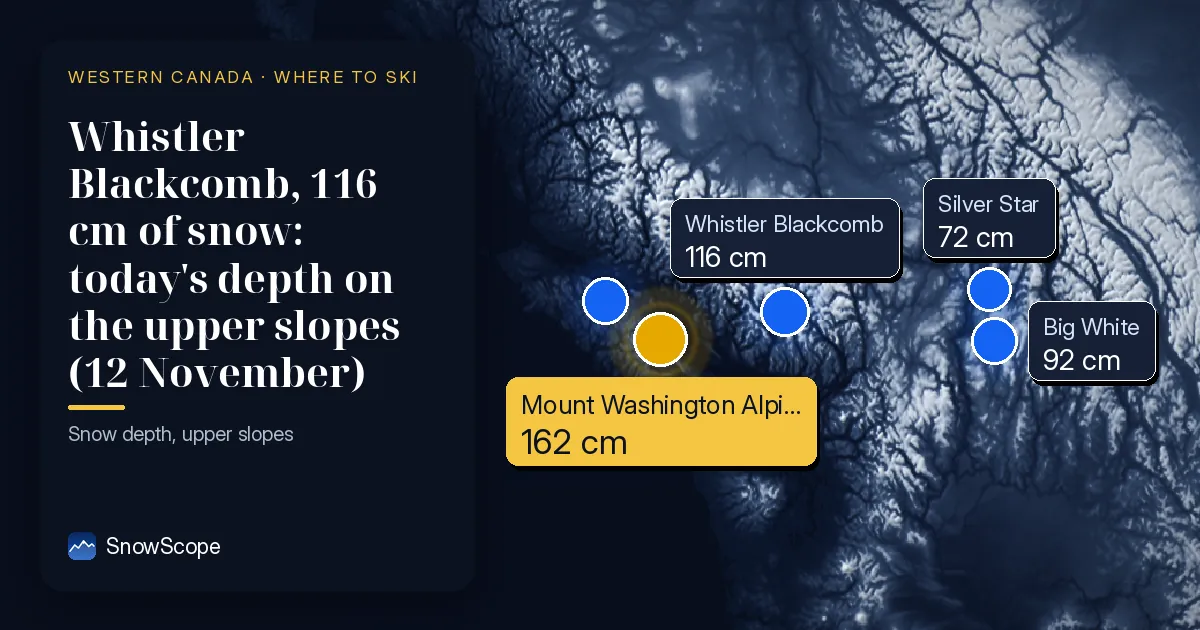 WESTERN CANADA · WHERE TO SKI
Whistler
Blackcomb, 116
cm of snow:
today's depth on
the upper slopes
(12 November)
Snow depth, upper slopes
SnowScope
Whistler Blackcomb
116 cm
Silver Star
72 cm
Big White
92 cm
Mount Washington Alpi...
162 cm